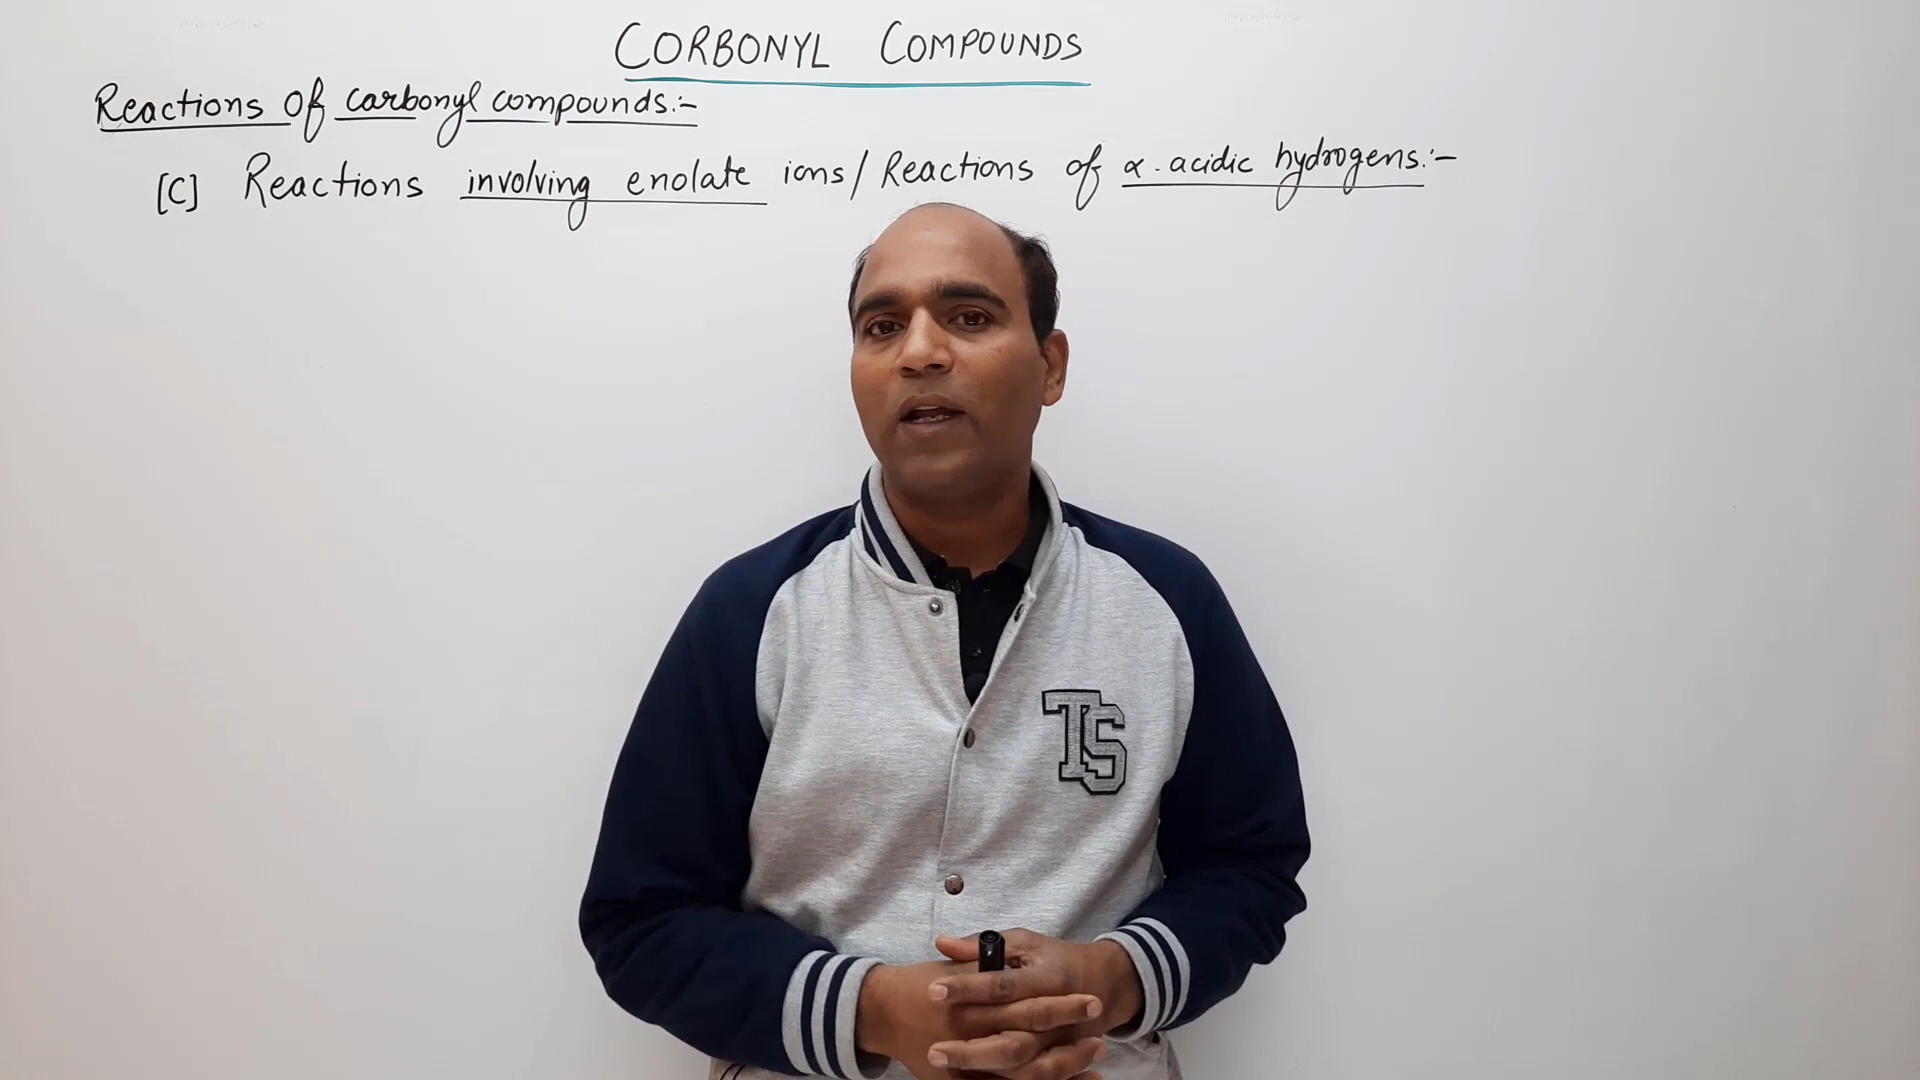 CORBONYL COMPOUNDS
Reactions Of carbonyl compounds:-
[C] Reactions involving enolate ions/Reactions of α-acidic hydrogens:-
TS